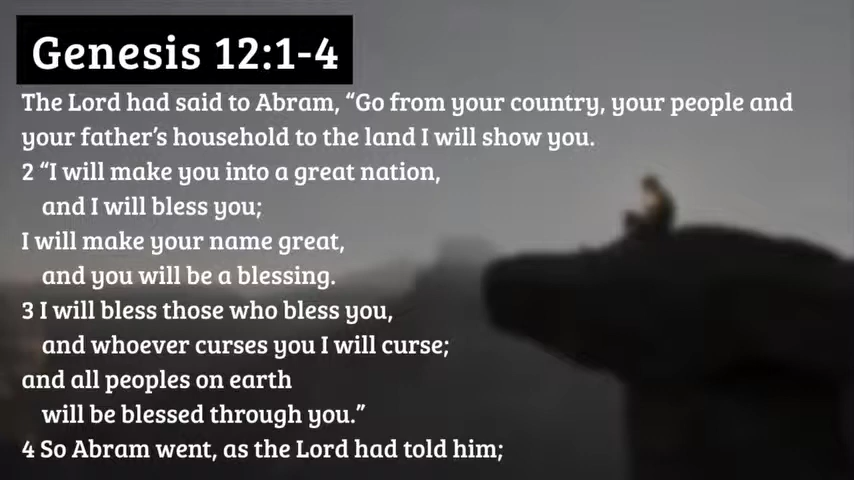 Genesis 12:1-4
The Lord had said to Abram, “Go from your country, your people and
your father’s household to the land I will show you.
2 “I will make you into a great nation,
and I will bless you;
I will make your name great,
and you will be a blessing.
3 I will bless those who bless you,
and whoever curses you I will curse;
and all peoples on earth
will be blessed through you.”
4 So Abram went, as the Lord had told him;